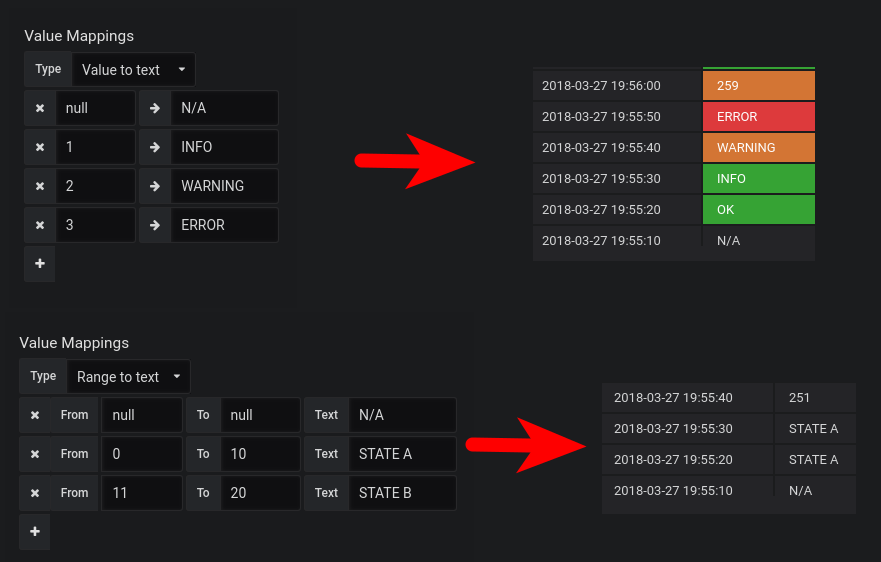 Value Mappings
Type Value to text
null N/A
1 INFO
2 WARNING
3 ERROR
2018-03-27 19:56:00 259
2018-03-27 19:55:50 ERROR
2018-03-27 19:55:40 WARNING
2018-03-27 19:55:30 INFO
2018-03-27 19:55:20 OK
2018-03-27 19:55:10 N/A
Value Mappings
Type Range to text
From null To null Text N/A
From 0 To 10 Text STATE A
From 11 To 20 Text STATE B
2018-03-27 19:55:40 251
2018-03-27 19:55:30 STATE A
2018-03-27 19:55:20 STATE A
2018-03-27 19:55:10 N/A